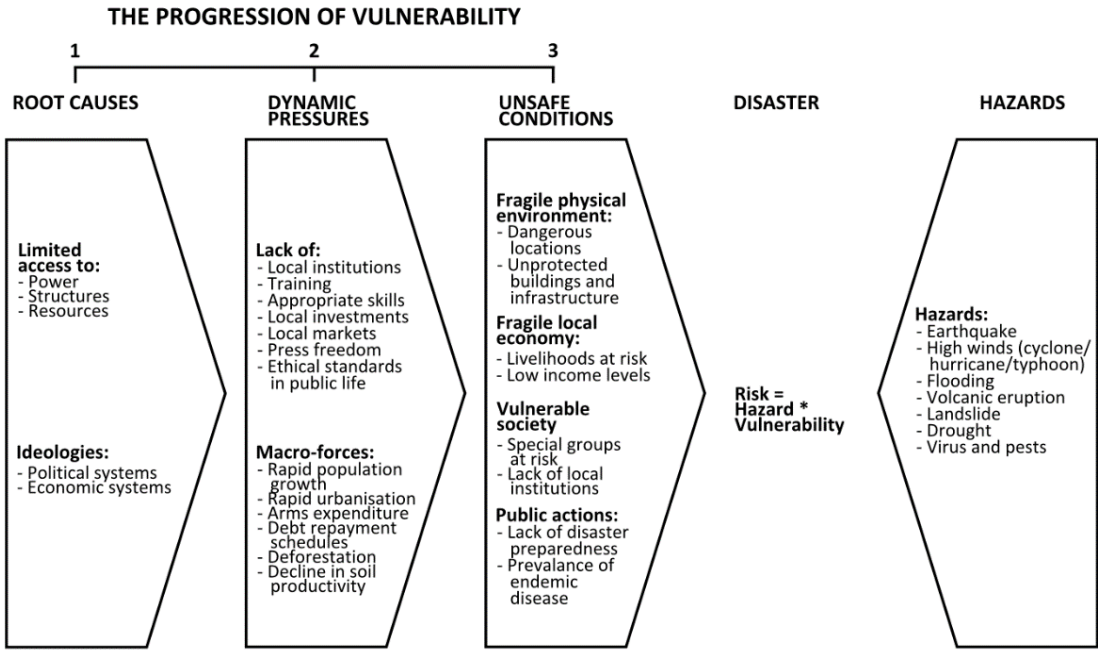 THE PROGRESSION OF VULNERABILITY
1
2
3
ROOT CAUSES
DYNAMIC
PRESSURES
UNSAFE
CONDITIONS
DISASTER
HAZARDS
Limited
access to:
- Power
- Structures
- Resources
Ideologies:
- Political systems
- Economic systems
Lack of:
- Local institutions
- Training
- Appropriate skills
- Local investments
- Local markets
- Press freedom
- Ethical standards
in public life
Macro-forces:
- Rapid population
growth
- Rapid urbanisation
- Arms expenditure
- Debt repayment
schedules
- Deforestation
- Decline in soil
productivity
Fragile physical
environment:
- Dangerous
locations
- Unprotected
buildings and
infrastructure
Fragile local
economy:
- Livelihoods at risk
- Low income levels
Vulnerable
society
- Special groups
at risk
- Lack of local
institutions
Public actions:
- Lack of disaster
preparedness
- Prevalance of
endemic
disease
Risk =
Hazard *
Vulnerability
Hazards:
- Earthquake
- High winds (cyclone/
hurricane/typhoon)
- Flooding
- Volcanic eruption
- Landslide
- Drought
- Virus and pests